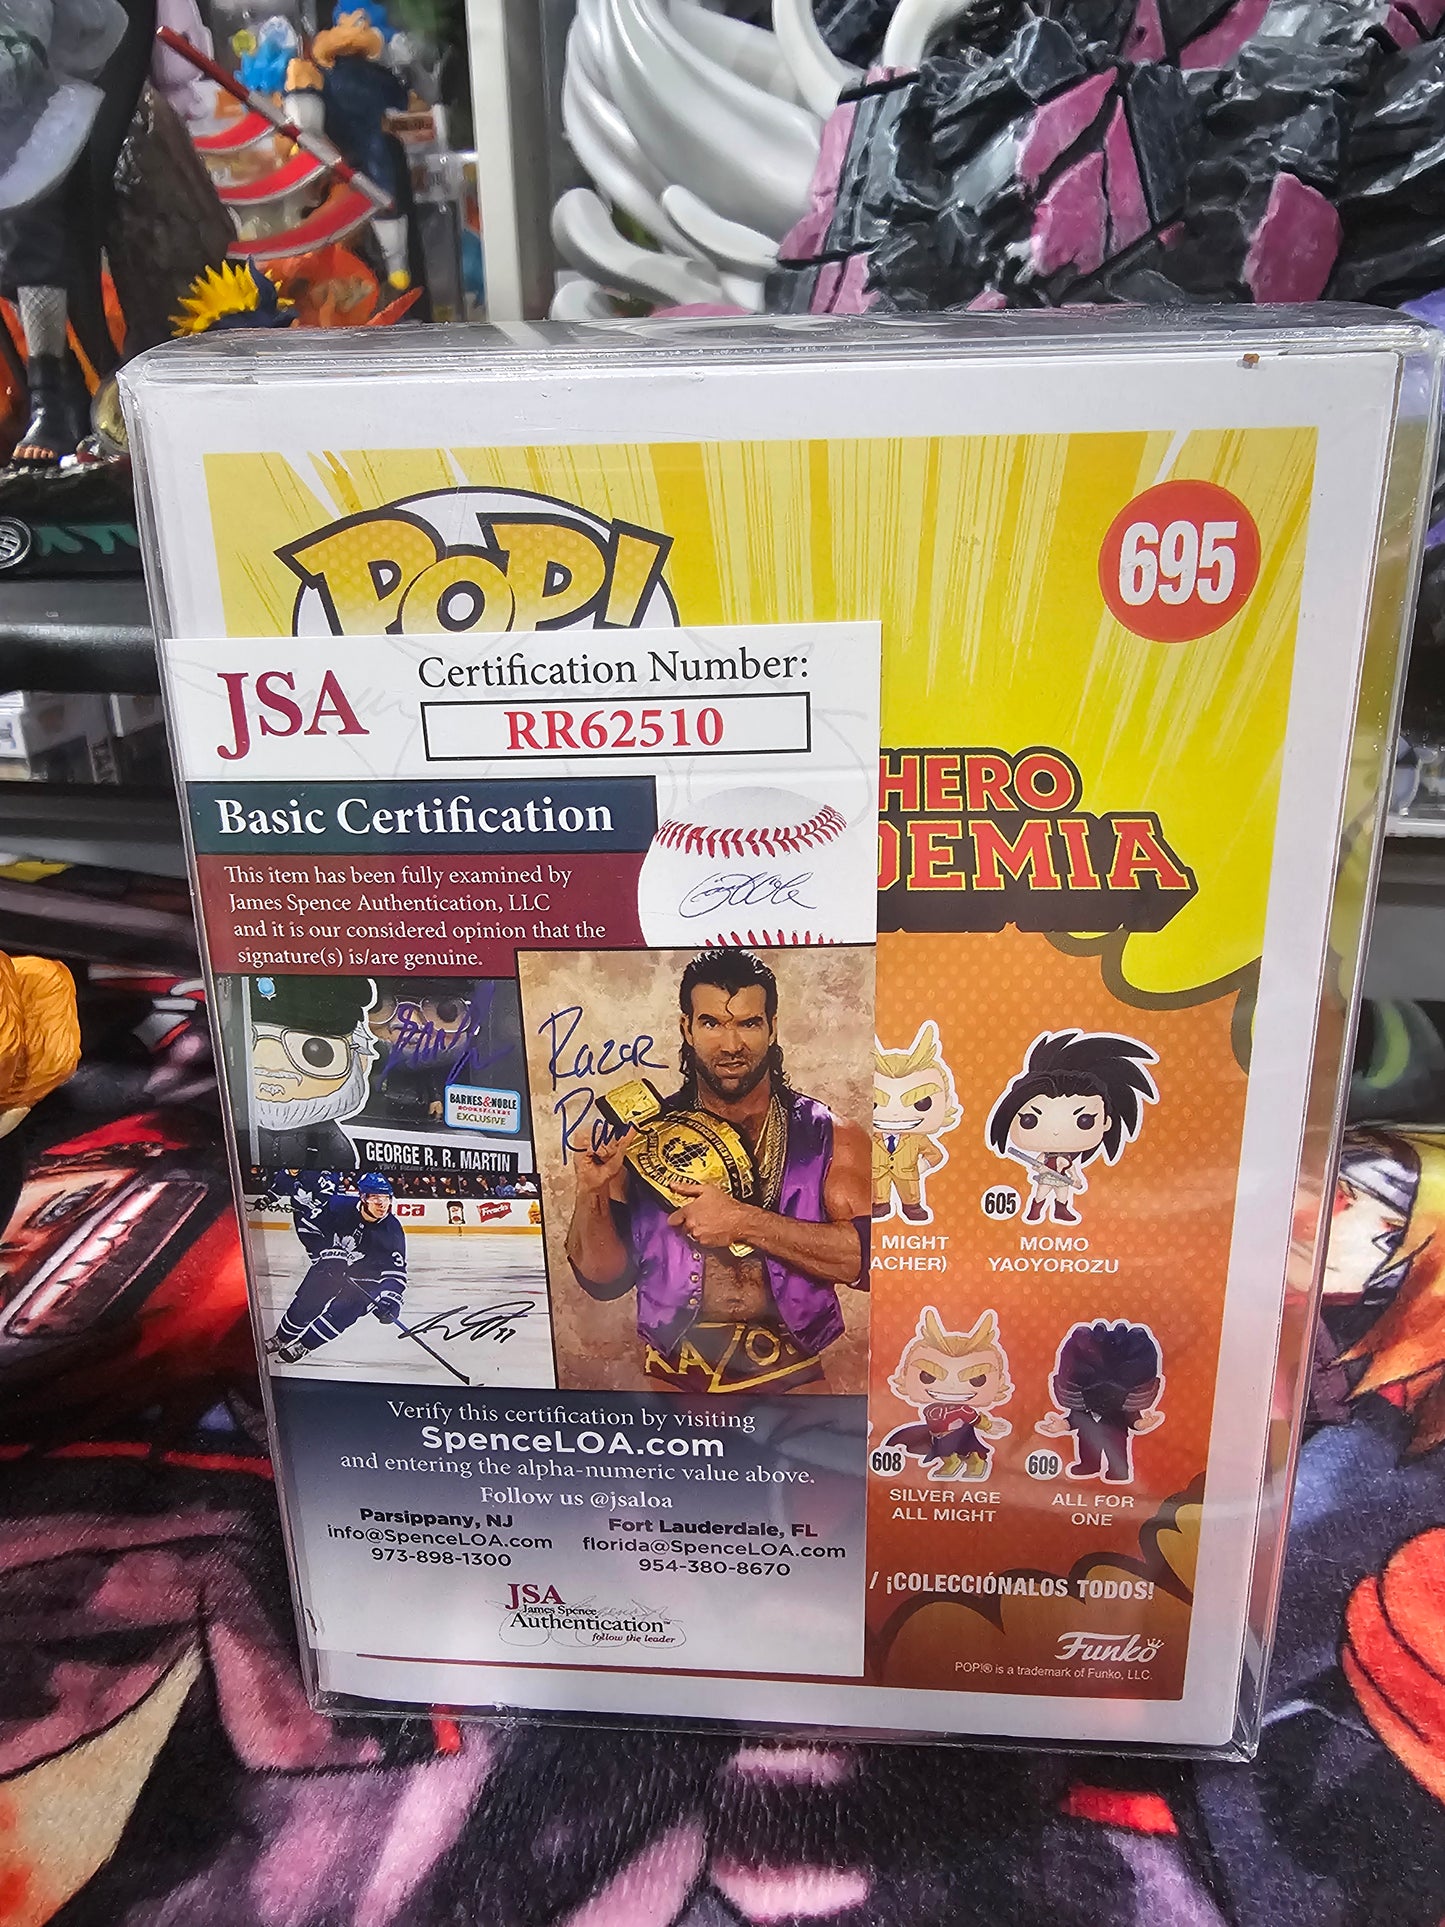 POP!
695
JSA
Certification Number:
RR62510
Basic Certification
This item has been fully examined by
James Spence Authentication, LLC
and it is our considered opinion that the
signature(s) is/are genuine.
BARNES & NOBLE
BOOKSELLERS
EXCLUSIVE
GEORGE R. R. MARTIN
Razor
Ramon
RAZOR
Verify this certification by visiting
SpenceLOA.com
and entering the alpha-numeric value above.
Follow us @jsaloa
Parsippany, NJ
info@SpenceLOA.com
973-898-1300
Fort Lauderdale, FL
florida@SpenceLOA.com
954-380-8670
JSA
James Spence
Authentication™
follow the leader
HERO
DEMIA
605
MIGHT
ACHER)
MOMO
YAOYOROZU
608
SILVER AGE
ALL MIGHT
609
ALL FOR
ONE
/ ¡COLECCIÓNALOS TODOS!
Funko
POP!® is a trademark of Funko, LLC.